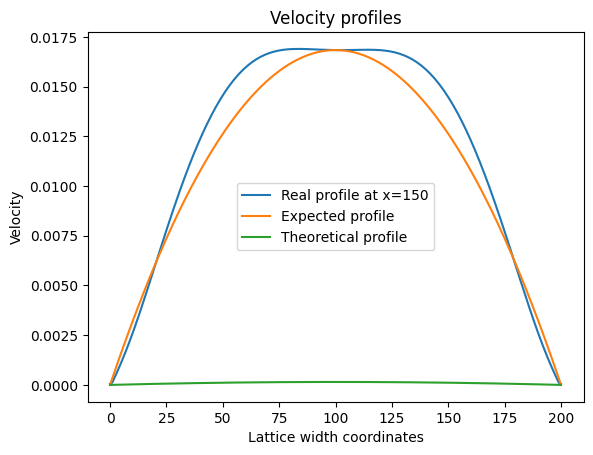 Velocity profiles
0.0175
0.0150
0.0125
0.0100
0.0075
0.0050
0.0025
0.0000
Velocity
Real profile at x=150
Expected profile
Theoretical profile
0 25 50 75 100 125 150 175 200
Lattice width coordinates